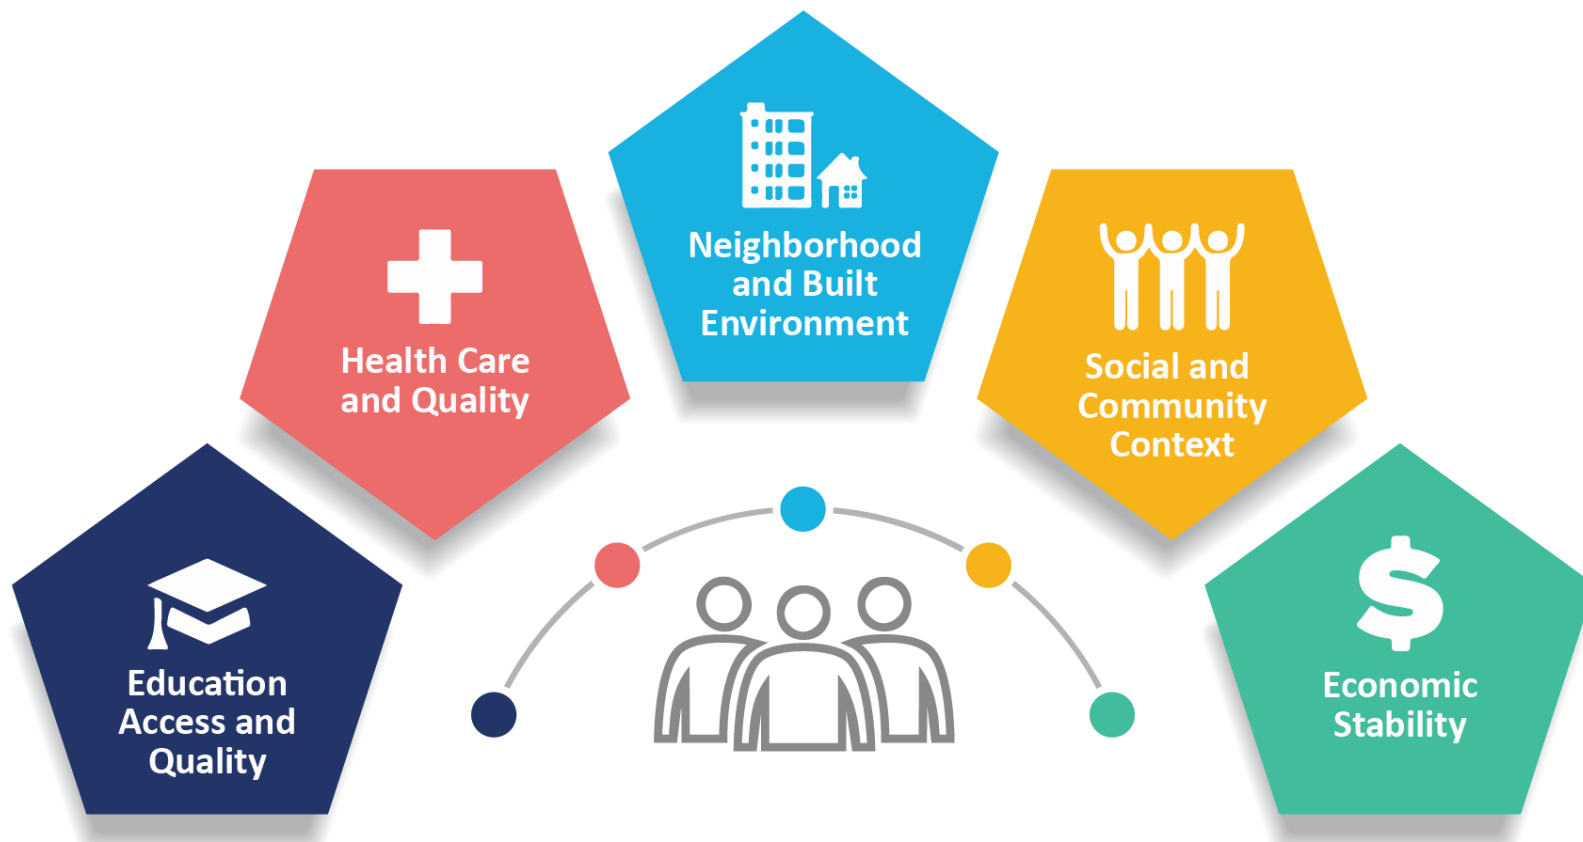 Neighborhood
and Built
Environment
Health Care
and Quality
Social and
Community
Context
Education
Access and
Quality
$
Economic
Stability